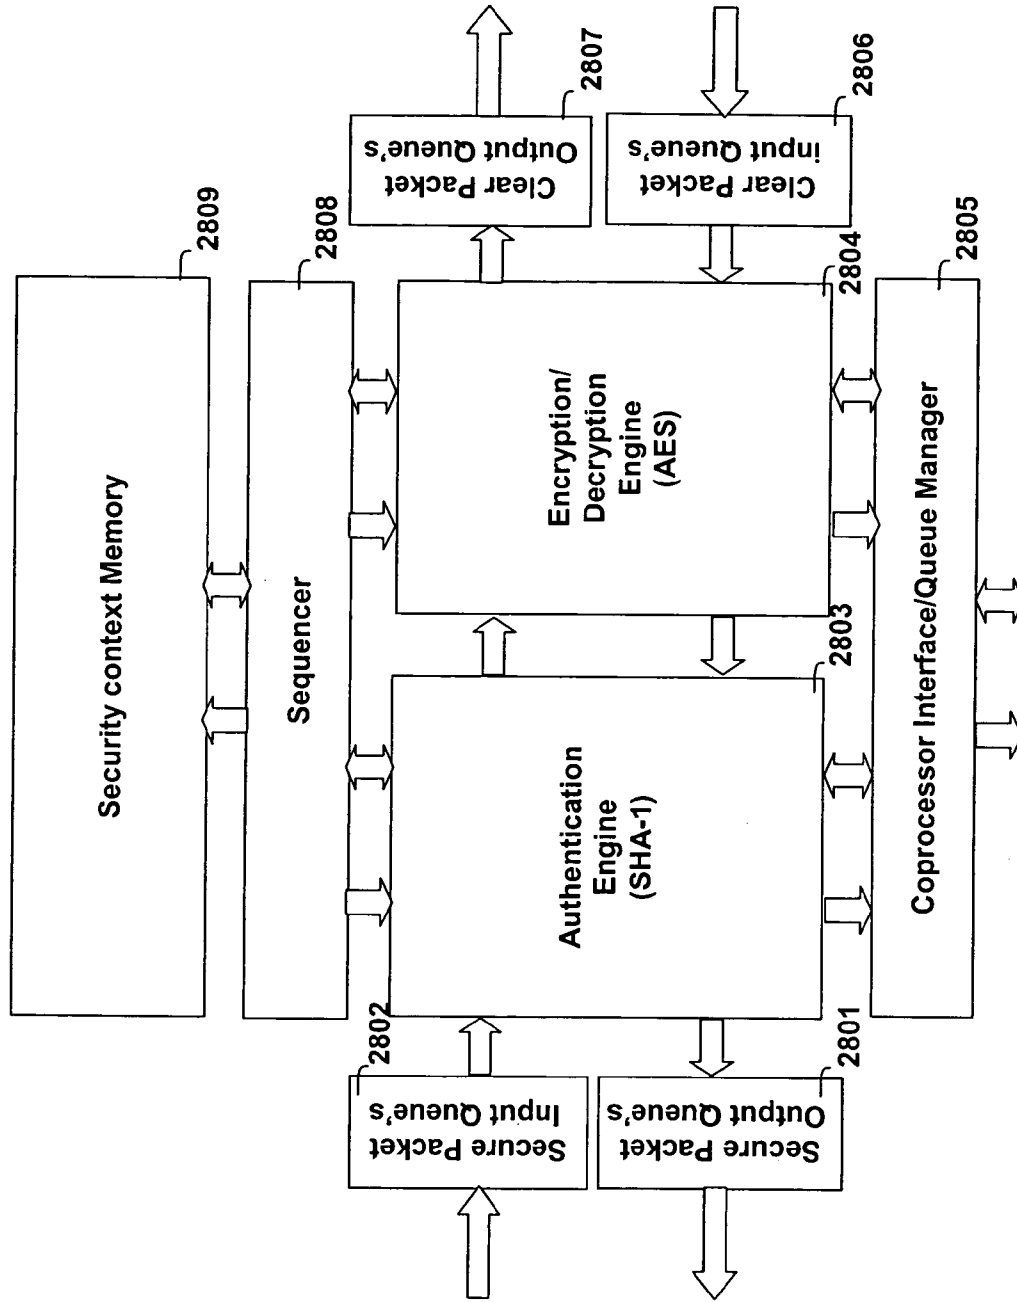 Security context Memory
2809
Sequencer
2808
Secure Packet
Input Queue's
2802
Authentication
Engine
(SHA-1)
2803
Encryption/
Decryption
Engine
(AES)
2804
Clear Packet
Output Queue's
2807
Secure Packet
Output Queue's
2801
Clear Packet
input Queue's
2806
Coprocessor Interface/Queue Manager
2805